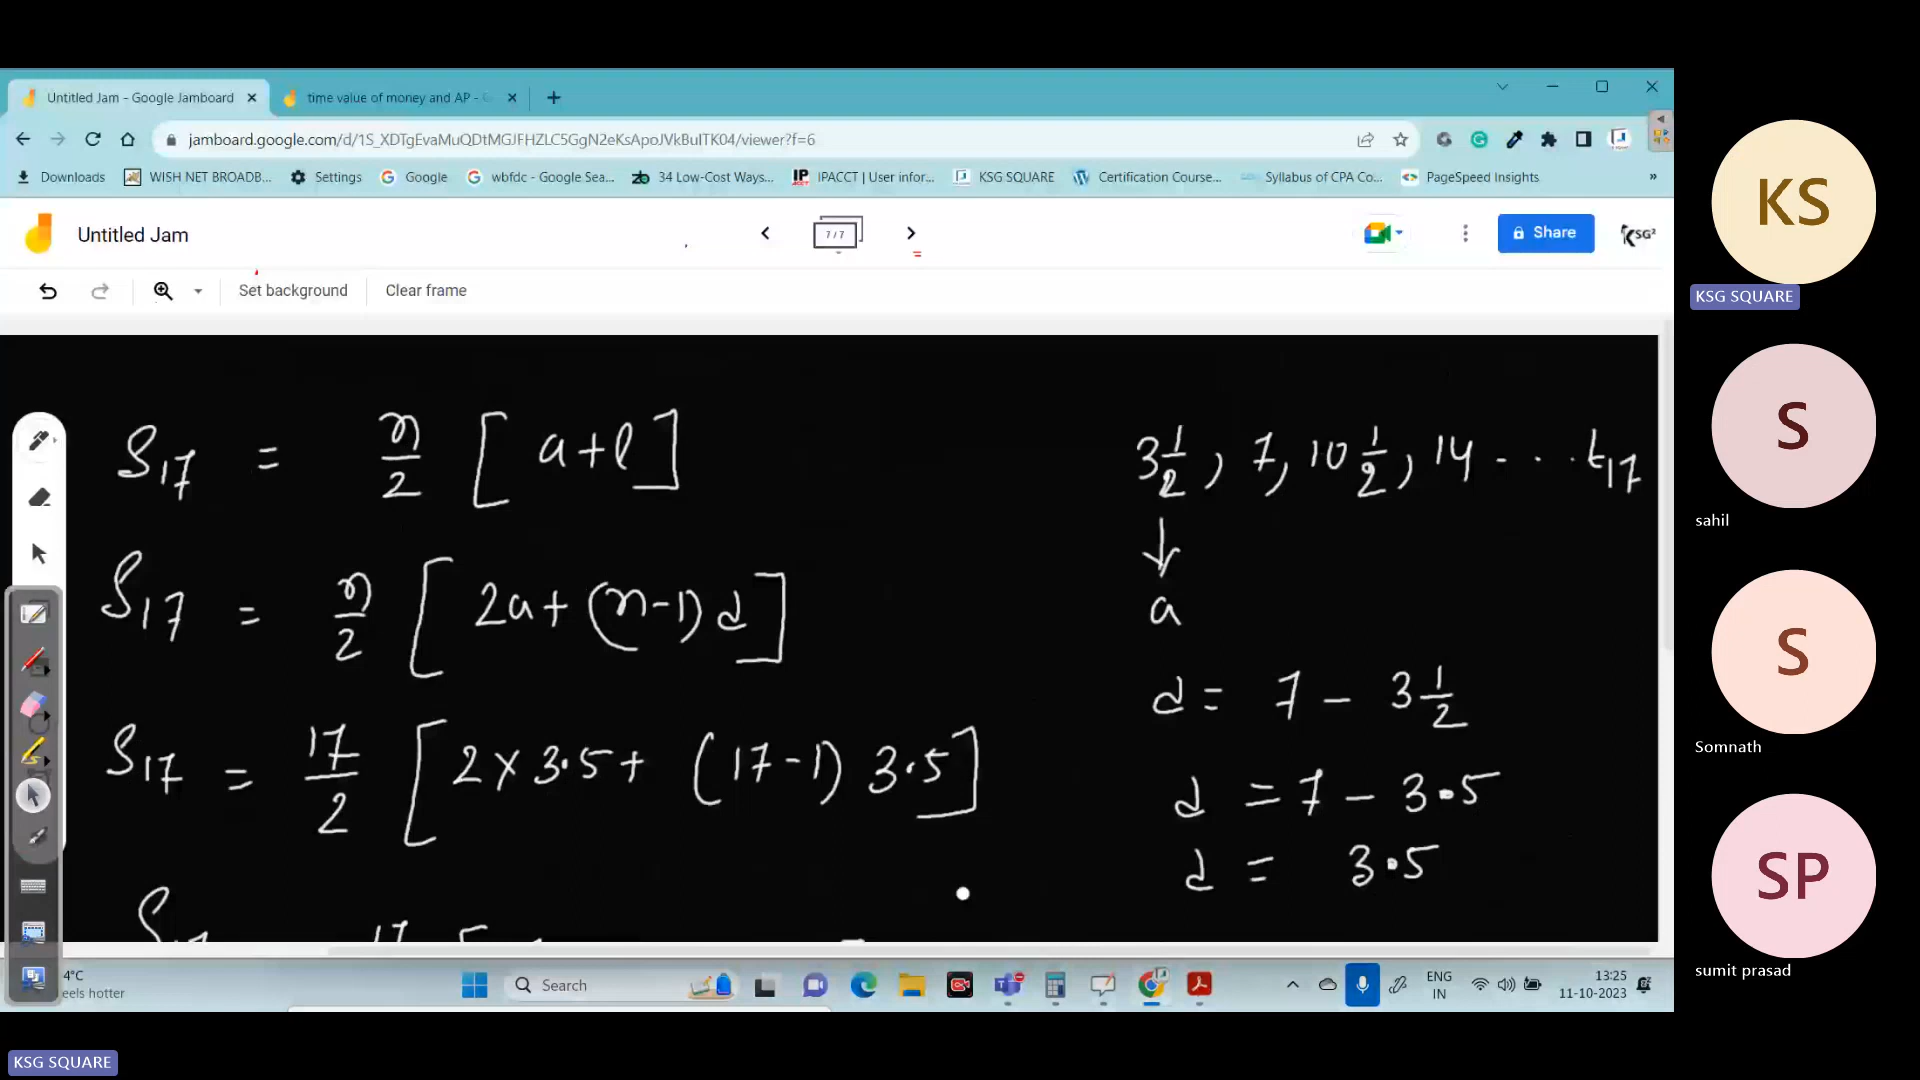 Untitled Jam - Google Jamboard
time value of money and AP - G
jamboard.google.com/d/1S_XDTgEvaMuQDtMGJFHZLC5GgN2eKsApoJVkBuITK04/viewer?f=6
Downloads WISH NET BROADB... Settings Google wbfdc - Google Sea... 34 Low-Cost Ways... IPACCT | User infor... KSG SQUARE Certification Course... Syllabus of CPA Co... PageSpeed Insights »
Untitled Jam
7 / 7
Share
KSG²
Set background Clear frame
S₁₇ = n/2 [a+l]
S₁₇ = n/2 [2a+(n-1)d]
S₁₇ = 17/2 [2×3.5+ (17-1) 3.5]
3 1/2, 7, 10 1/2, 14 - . . . t₁₇
↓
a
d = 7 - 3 1/2
d = 7 - 3.5
d = 3.5
4°C
eels hotter
Search
ENG
IN
13:25
11-10-2023
KS
KSG SQUARE
S
sahil
S
Somnath
SP
sumit prasad
KSG SQUARE